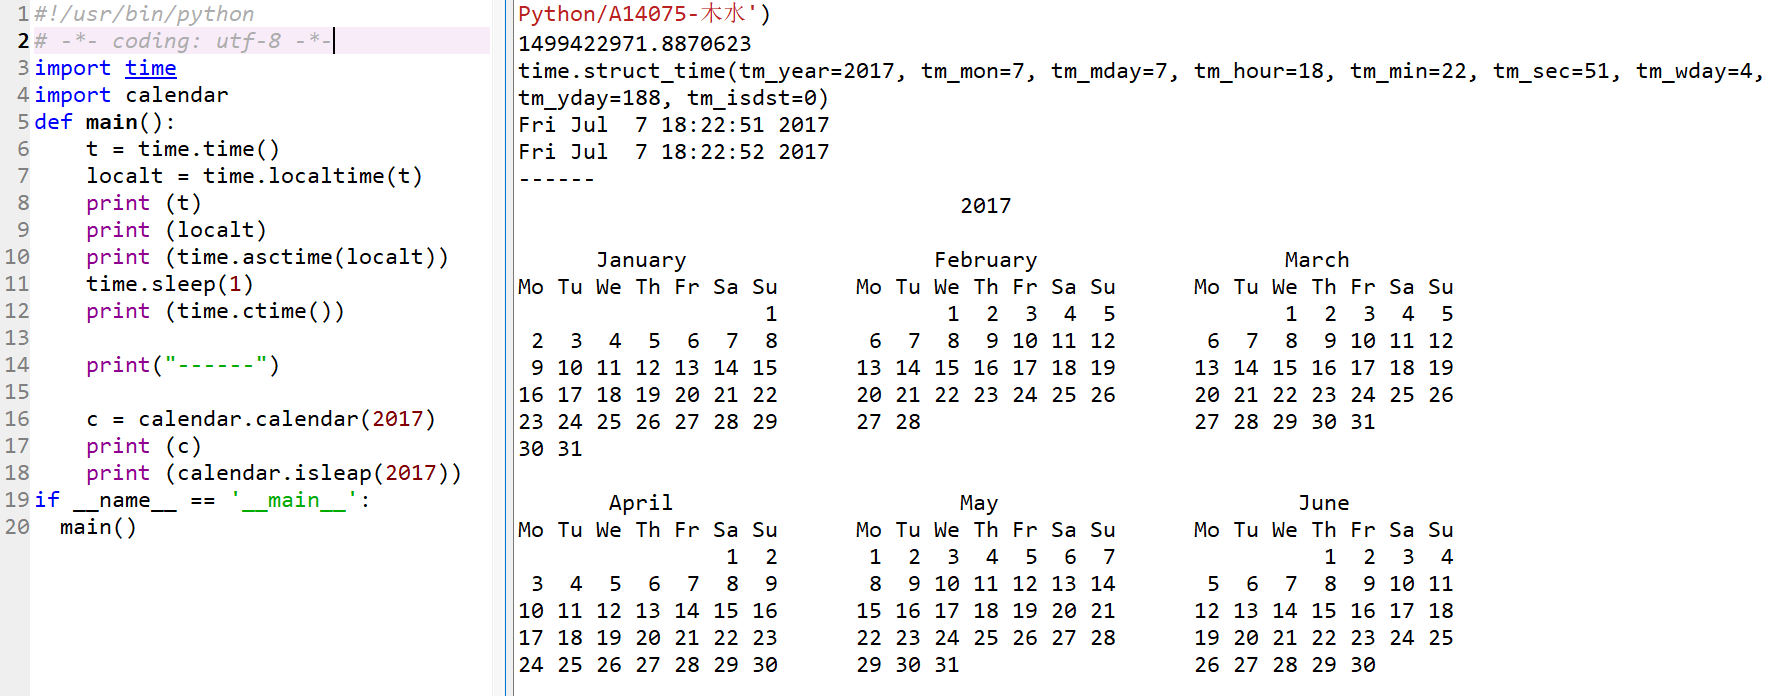 1 #!/usr/bin/python
2 # -*- coding: utf-8 -*-
3 import time
4 import calendar
5 def main():
6     t = time.time()
7     localt = time.localtime(t)
8     print (t)
9     print (localt)
10     print (time.asctime(localt))
11     time.sleep(1)
12     print (time.ctime())
13
14     print("------")
15
16     c = calendar.calendar(2017)
17     print (c)
18     print (calendar.isleap(2017))
19 if __name__ == '__main__':
20   main()
Python/A14075-木水')
1499422971.8870623
time.struct_time(tm_year=2017, tm_mon=7, tm_mday=7, tm_hour=18, tm_min=22, tm_sec=51, tm_wday=4,
tm_yday=188, tm_isdst=0)
Fri Jul  7 18:22:51 2017
Fri Jul  7 18:22:52 2017
------
                                  2017

      January                   February                   March
Mo Tu We Th Fr Sa Su      Mo Tu We Th Fr Sa Su      Mo Tu We Th Fr Sa Su
                   1             1  2  3  4  5             1  2  3  4  5
 2  3  4  5  6  7  8       6  7  8  9 10 11 12       6  7  8  9 10 11 12
 9 10 11 12 13 14 15      13 14 15 16 17 18 19      13 14 15 16 17 18 19
16 17 18 19 20 21 22      20 21 22 23 24 25 26      20 21 22 23 24 25 26
23 24 25 26 27 28 29      27 28                     27 28 29 30 31
30 31

       April                      May                       June
Mo Tu We Th Fr Sa Su      Mo Tu We Th Fr Sa Su      Mo Tu We Th Fr Sa Su
                1  2       1  2  3  4  5  6  7                1  2  3  4
 3  4  5  6  7  8  9       8  9 10 11 12 13 14       5  6  7  8  9 10 11
10 11 12 13 14 15 16      15 16 17 18 19 20 21      12 13 14 15 16 17 18
17 18 19 20 21 22 23      22 23 24 25 26 27 28      19 20 21 22 23 24 25
24 25 26 27 28 29 30      29 30 31                  26 27 28 29 30